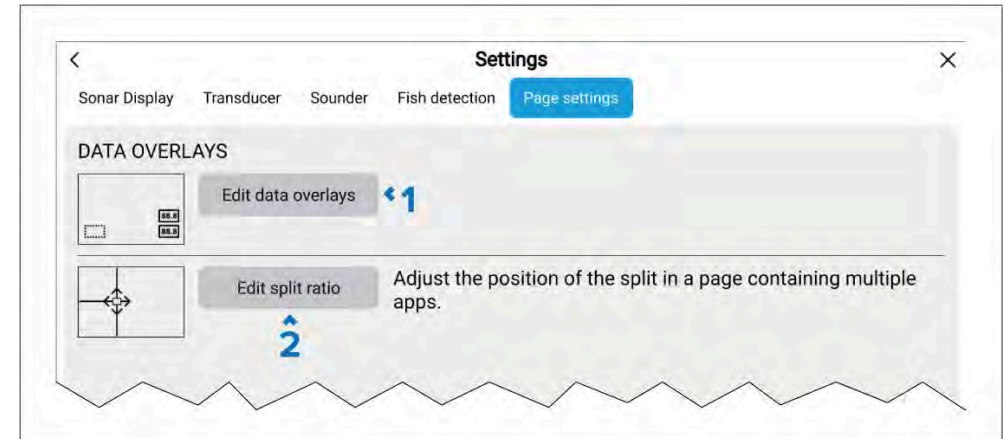 Settings
Sonar Display Transducer Sounder Fish detection Page settings
DATA OVERLAYS
Edit data overlays 1
88.8
88.8
Edit split ratio Adjust the position of the split in a page containing multiple
apps.
2